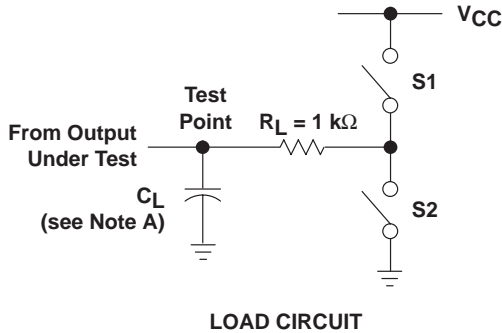 VCC
S1
Test
Point
RL = 1 kΩ
From Output
Under Test
CL
(see Note A)
S2
LOAD CIRCUIT